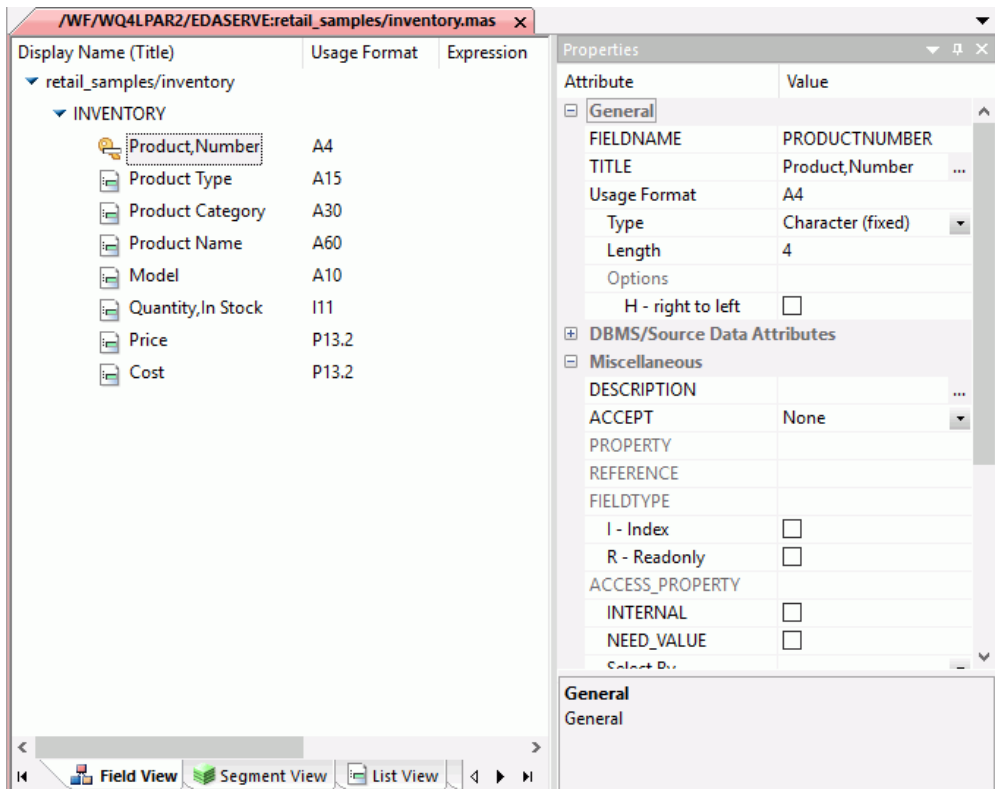 /WF/WQ4LPAR2/EDASERVE:retail_samples/inventory.mas
Display Name (Title) Usage Format Expression
retail_samples/inventory
INVENTORY
Product,Number A4
Product Type A15
Product Category A30
Product Name A60
Model A10
Quantity,In Stock I11
Price P13.2
Cost P13.2
Field View Segment View List View
Properties
Attribute Value
General
FIELDNAME PRODUCTNUMBER
TITLE Product,Number ...
Usage Format A4
Type Character (fixed)
Length 4
Options
H - right to left
DBMS/Source Data Attributes
Miscellaneous
DESCRIPTION ...
ACCEPT None
PROPERTY
REFERENCE
FIELDTYPE
I - Index
R - Readonly
ACCESS_PROPERTY
INTERNAL
NEED_VALUE
Select By
General
General